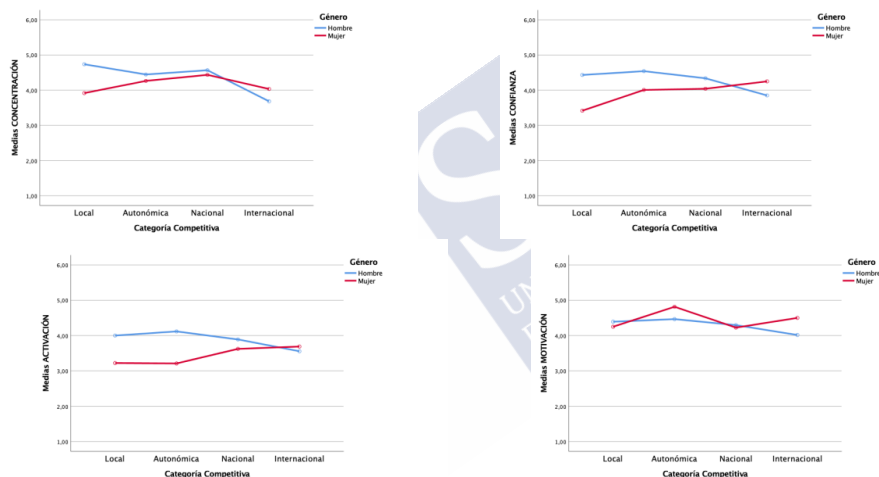 Género
Hombre
Mujer
6,00
5,00
4,00
3,00
2,00
1,00
Medias CONCENTRACIÓN
Local Autonómica Nacional Internacional
Categoría Competitiva
Género
Hombre
Mujer
6,00
5,00
4,00
3,00
2,00
1,00
Medias CONFIANZA
Local Autonómica Nacional Internacional
Categoría Competitiva
Género
Hombre
Mujer
6,00
5,00
4,00
3,00
2,00
1,00
Medias ACTIVACIÓN
Local Autonómica Nacional Internacional
Categoría Competitiva
Género
Hombre
Mujer
6,00
5,00
4,00
3,00
2,00
1,00
Medias MOTIVACIÓN
Local Autonómica Nacional Internacional
Categoría Competitiva